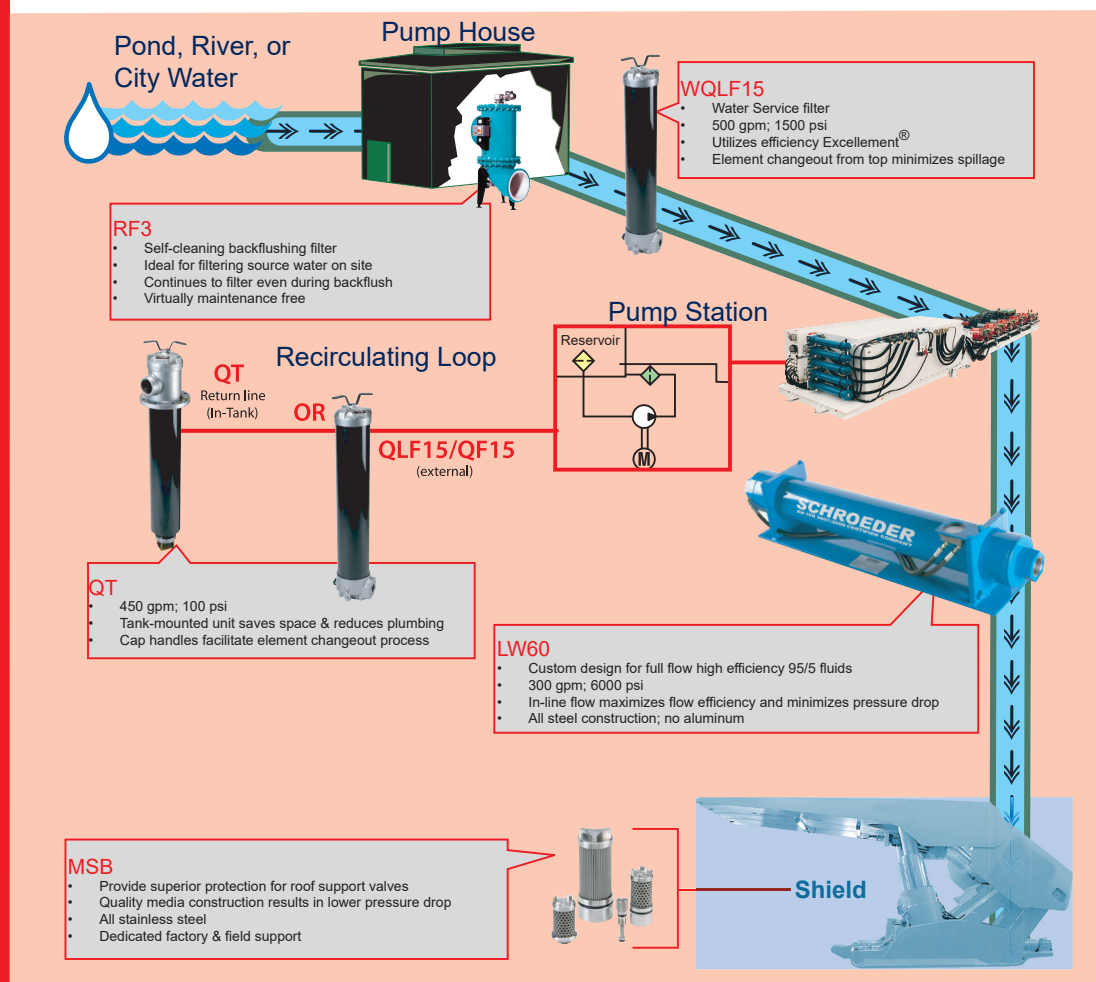 Pond, River, or
City Water
Pump House
WQLF15
• Water Service filter
• 500 gpm; 1500 psi
• Utilizes efficiency Excellement®
• Element changeout from top minimizes spillage
RF3
• Self-cleaning backflushing filter
• Ideal for filtering source water on site
• Continues to filter even during backflush
• Virtually maintenance free
Pump Station
Reservoir
M
Recirculating Loop
QT
Return line
(In-Tank)
OR
QLF15/QF15
(external)
SCHROEDER
QT
• 450 gpm; 100 psi
• Tank-mounted unit saves space & reduces plumbing
• Cap handles facilitate element changeout process
LW60
• Custom design for full flow high efficiency 95/5 fluids
• 300 gpm; 6000 psi
• In-line flow maximizes flow efficiency and minimizes pressure drop
• All steel construction; no aluminum
MSB
• Provide superior protection for roof support valves
• Quality media construction results in lower pressure drop
• All stainless steel
• Dedicated factory & field support
Shield